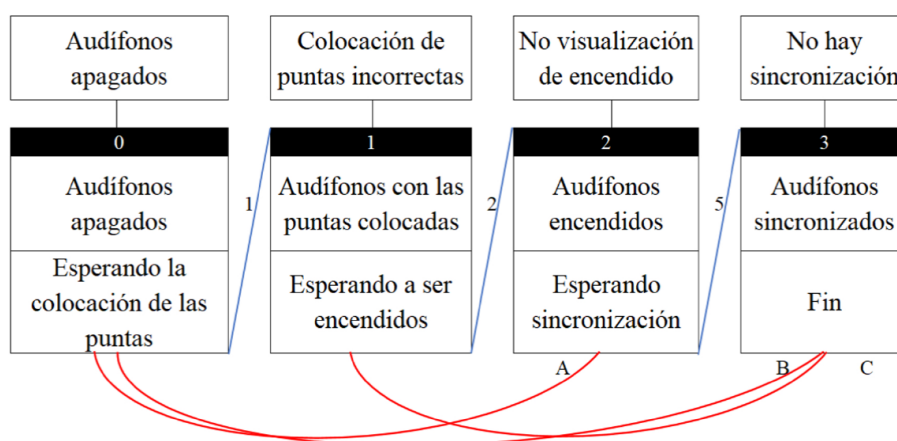 Audífonos
apagados
Colocación de
puntas incorrectas
No visualización
de encendido
No hay
sincronización
0
Audífonos
apagados
Esperando la
colocación de las
puntas
1
1
Audífonos con las
puntas colocadas
Esperando a ser
encendidos
2
2
Audífonos
encendidos
Esperando
sincronización
5
3
Audífonos
sincronizados
Fin
A
B
C